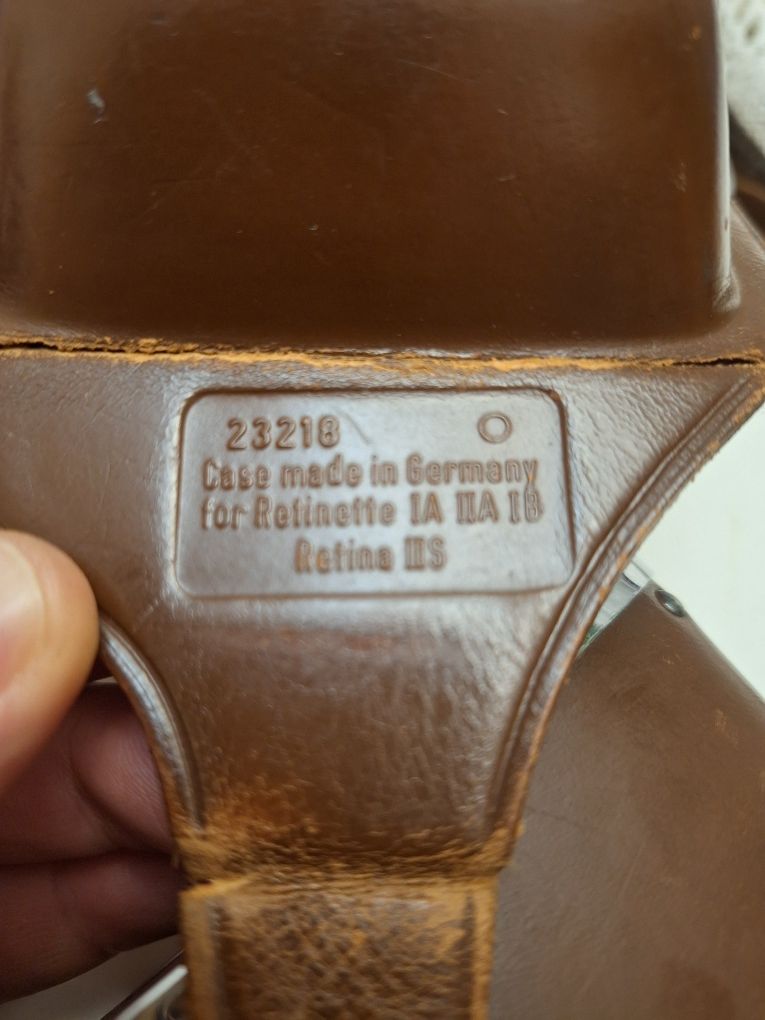 23218 O
Case made in Germany
for Retinette IA IIA IB
Retina IIIS